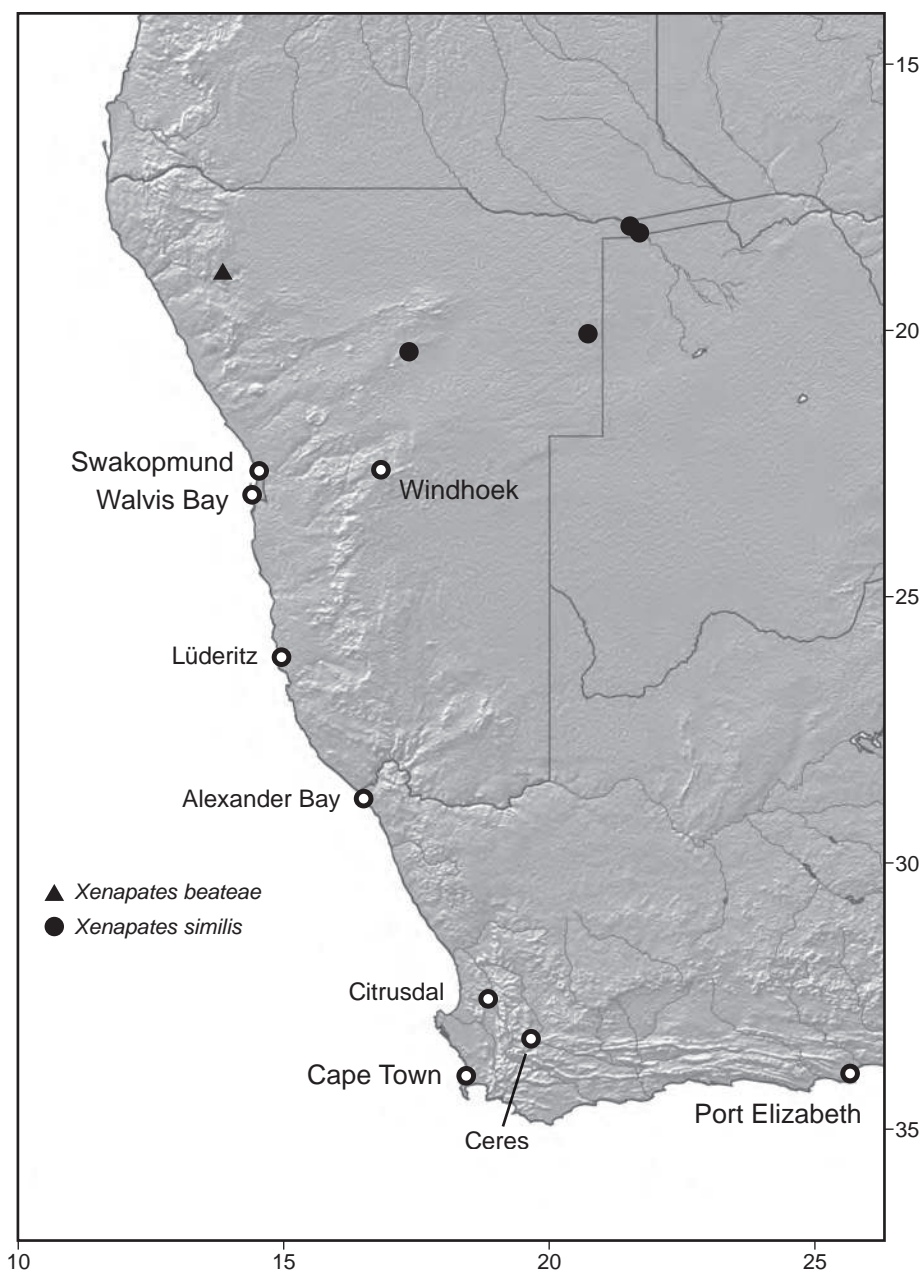 15
20
Swakopmund
Windhoek
Walvis Bay
25
Lüderitz
Alexander Bay
30
Xenapates beateae
Xenapates similis
Citrusdal
Cape Town
Port Elizabeth
35
Ceres
10 15 20 25